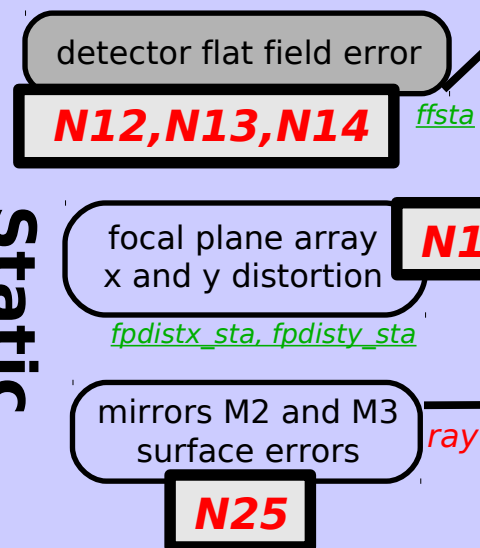 detector flat field error
N12,N13,N14
ffsta
Static
focal plane array
x and y distortion
N1
fpdistx_sta, fpdisty_sta
mirrors M2 and M3
surface errors
ray
N25